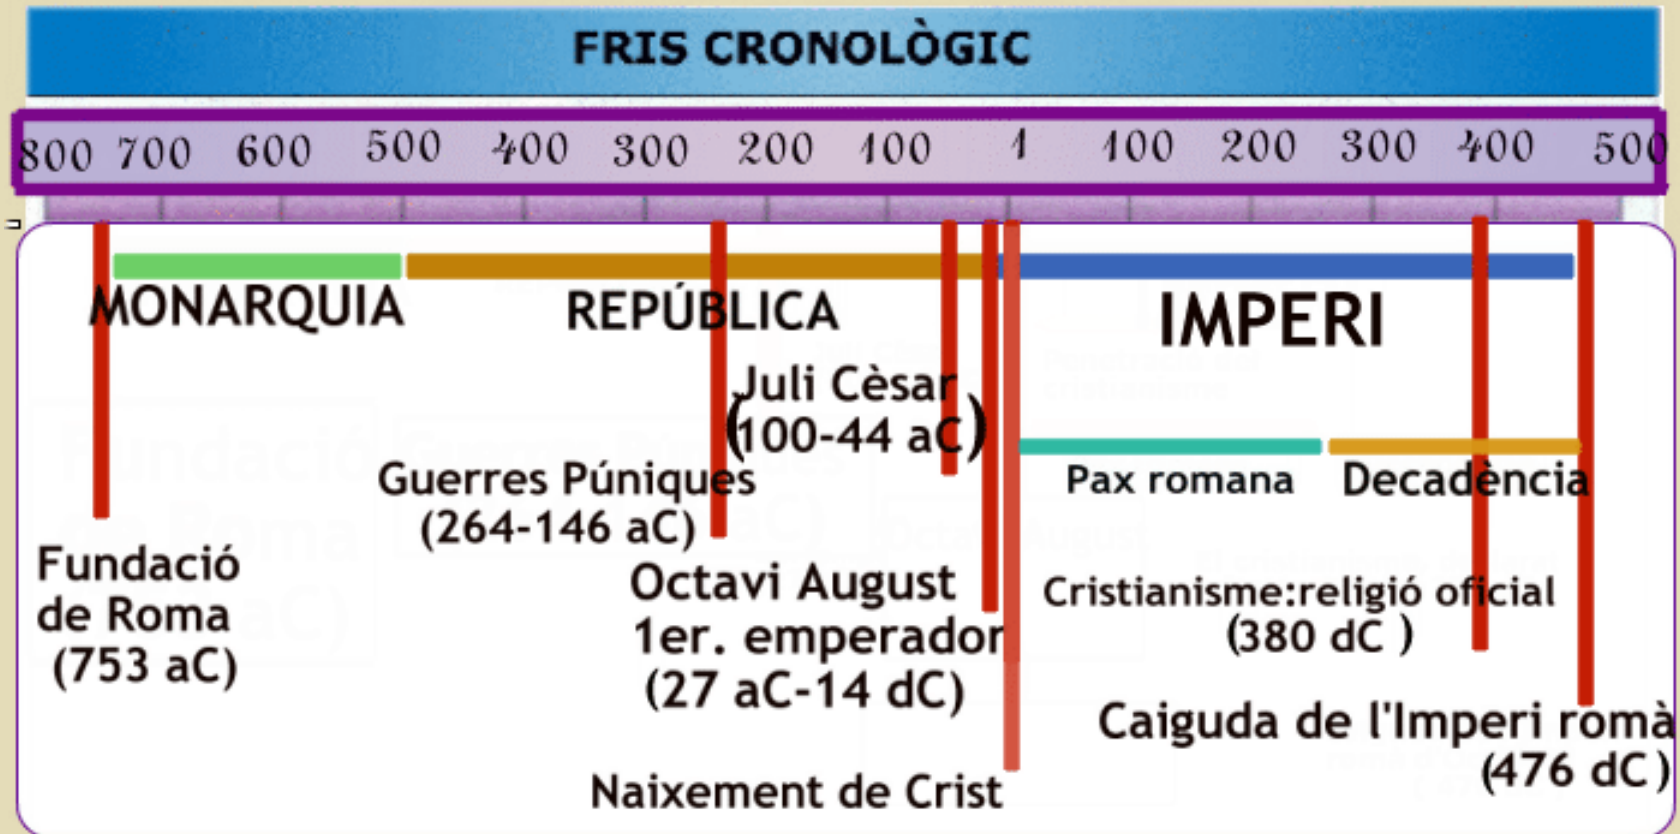 FRIS CRONOLÒGIC
800 700 600 500 400 300 200 100 1 100 200 300 400 500
MONARQUIA
REPÚBLICA
IMPERI
Juli Cèsar
(100-44 aC)
Pax romana
Decadència
Guerres Púniques
(264-146 aC)
Fundació
de Roma
(753 aC)
Octavi August
1er. emperador
(27 aC-14 dC)
Cristianisme:religió oficial
(380 dC )
Caiguda de l'Imperi romà
(476 dC)
Naixement de Crist